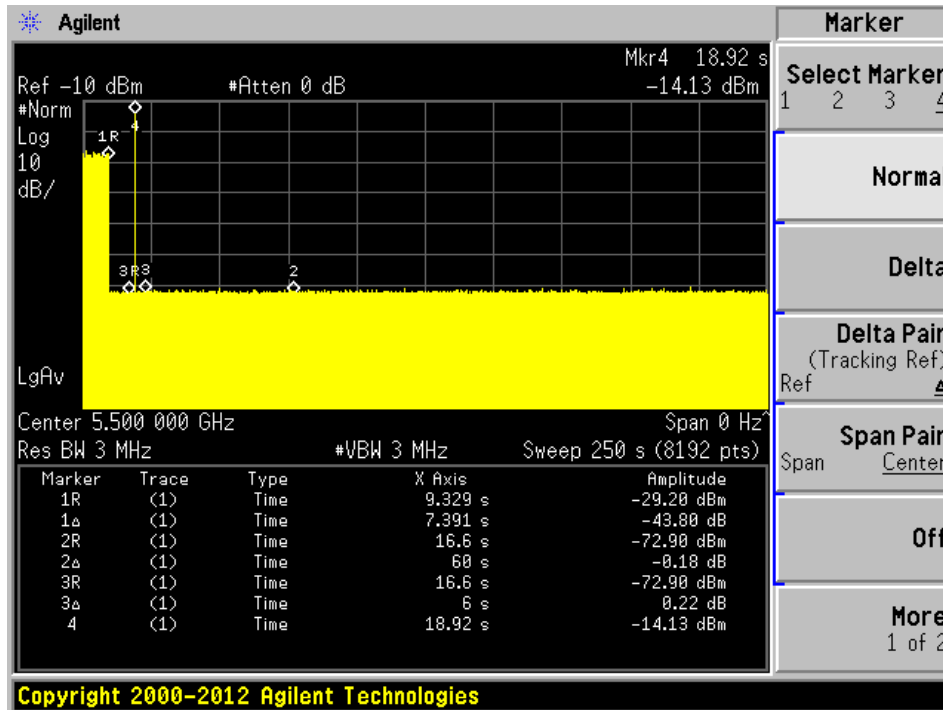 Agilent
Marker
Mkr4 18.92 s
Ref -10 dBm #Atten 0 dB -14.13 dBm
#Norm
Log
10
dB/
1R
4
3R 3
2
LgAv
Center 5.500 000 GHz Span 0 Hz^
Res BW 3 MHz #VBW 3 MHz Sweep 250 s (8192 pts)
Marker Trace Type X Axis Amplitude
1R (1) Time 9.329 s -29.20 dBm
1Δ (1) Time 7.391 s -43.80 dB
2R (1) Time 16.6 s -72.90 dBm
2Δ (1) Time 60 s -0.18 dB
3R (1) Time 16.6 s -72.90 dBm
3Δ (1) Time 6 s 0.22 dB
4 (1) Time 18.92 s -14.13 dBm
Select Marker
1 2 3 4
Norma
Delta
Delta Pair
(Tracking Ref)
Ref Δ
Span Pair
Span Center
Off
More
1 of 2
Copyright 2000-2012 Agilent Technologies